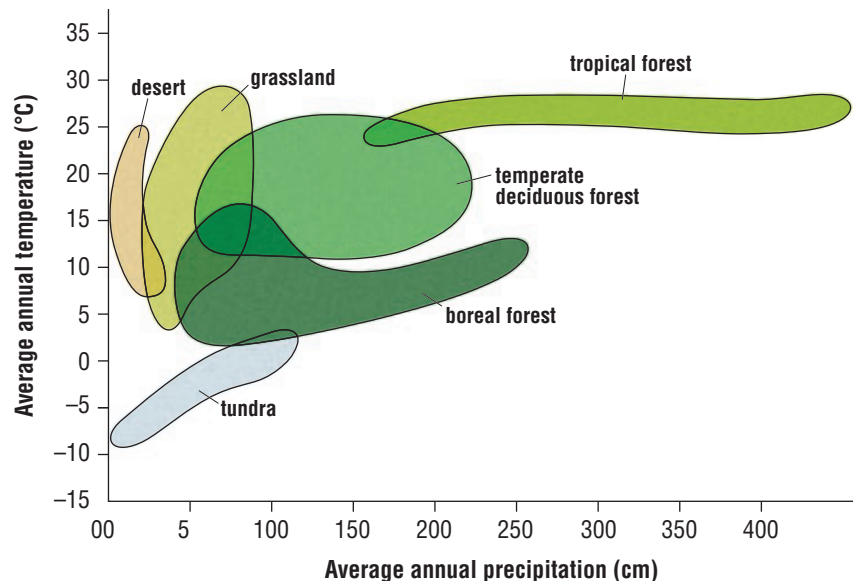 35
30
25
20
15
10
5
0
–5
–10
–15
Average annual temperature (°C)
desert
grassland
tropical forest
temperate
deciduous forest
boreal forest
tundra
00 5 100 150 200 250 300 350 400
Average annual precipitation (cm)